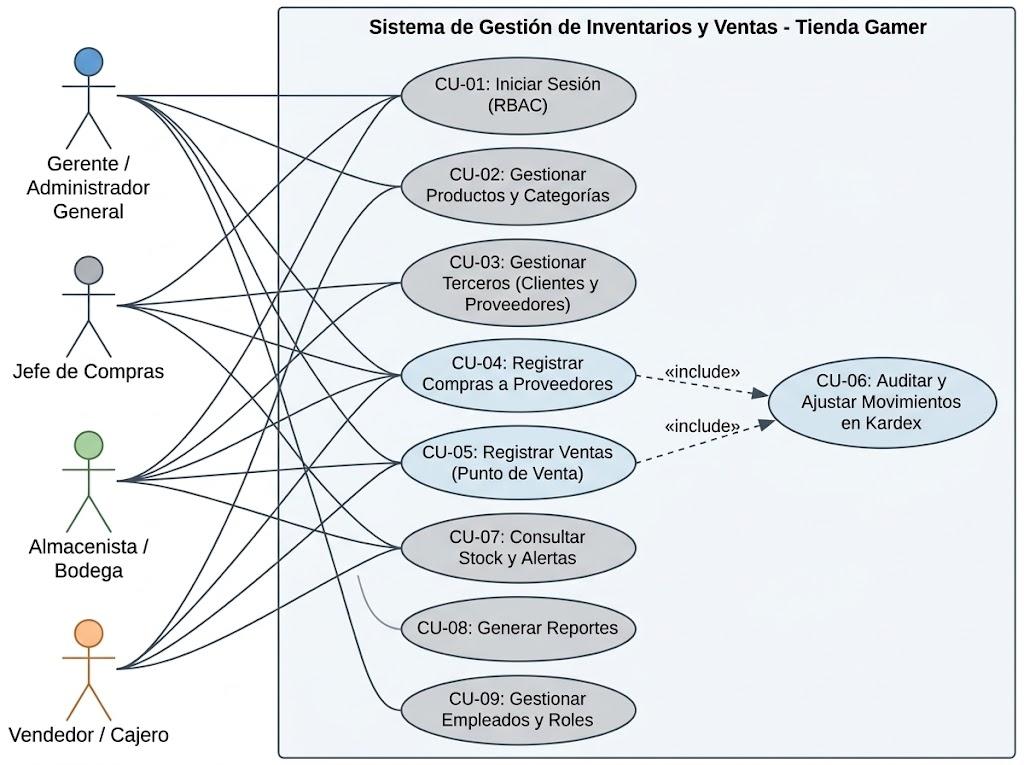 Sistema de Gestión de Inventarios y Ventas - Tienda Gamer
Gerente /
Administrador
General
Jefe de Compras
Almacenista /
Bodega
Vendedor / Cajero
CU-01: Iniciar Sesión
(RBAC)
CU-02: Gestionar
Productos y Categorías
CU-03: Gestionar
Terceros (Clientes y
Proveedores)
CU-04: Registrar
Compras a Proveedores
CU-05: Registrar Ventas
(Punto de Venta)
CU-07: Consultar
Stock y Alertas
CU-08: Generar Reportes
CU-09: Gestionar
Empleados y Roles
«include»
«include»
CU-06: Auditar y
Ajustar Movimientos
en Kardex